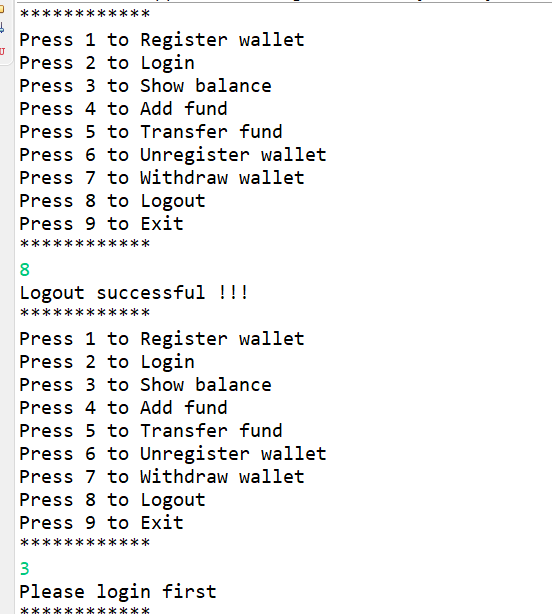 ************
Press 1 to Register wallet
Press 2 to Login
Press 3 to Show balance
Press 4 to Add fund
Press 5 to Transfer fund
Press 6 to Unregister wallet
Press 7 to Withdraw wallet
Press 8 to Logout
Press 9 to Exit
************
8
Logout successful !!!
************
Press 1 to Register wallet
Press 2 to Login
Press 3 to Show balance
Press 4 to Add fund
Press 5 to Transfer fund
Press 6 to Unregister wallet
Press 7 to Withdraw wallet
Press 8 to Logout
Press 9 to Exit
************
3
Please login first
************